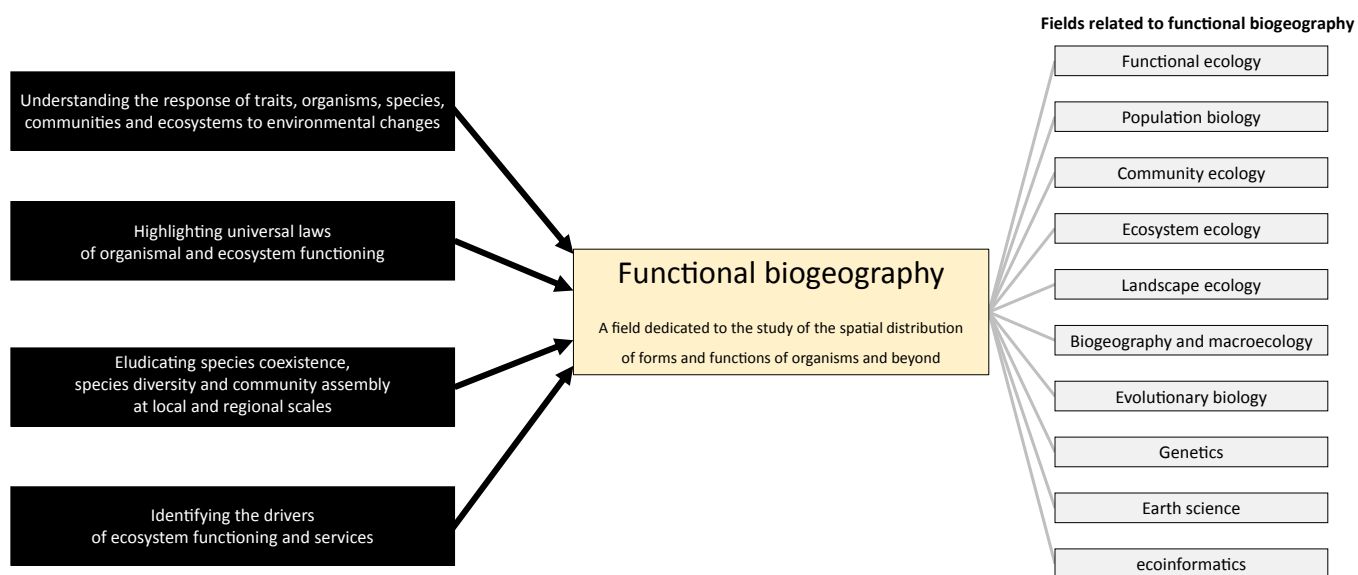 Understanding the response of traits, organisms, species,
communities and ecosystems to environmental changes
Highlighting universal laws
of organismal and ecosystem functioning
Eludicating species coexistence,
species diversity and community assembly
at local and regional scales
Identifying the drivers
of ecosystem functioning and services
Functional biogeography
A field dedicated to the study of the spatial distribution
of forms and functions of organisms and beyond
Fields related to functional biogeography
Functional ecology
Population biology
Community ecology
Ecosystem ecology
Landscape ecology
Biogeography and macroecology
Evolutionary biology
Genetics
Earth science
ecoinformatics